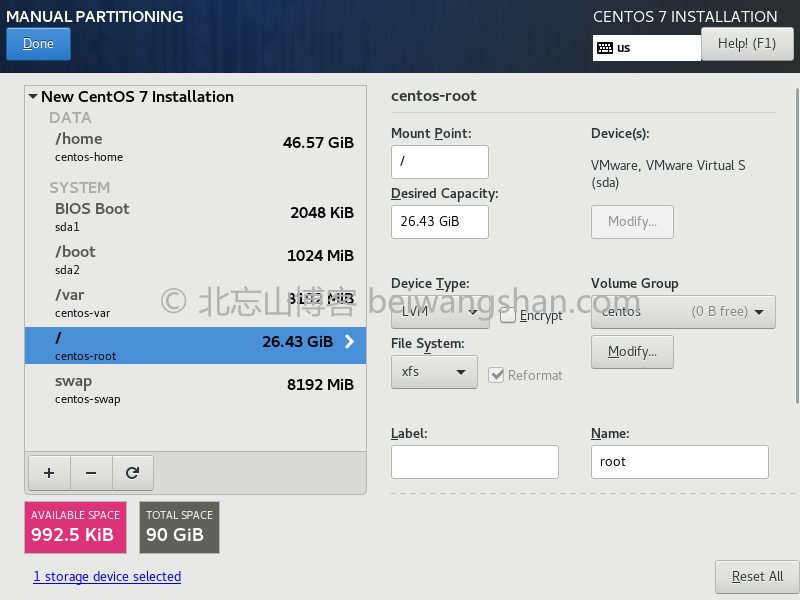 MANUAL PARTITIONING
CENTOS 7 INSTALLATION
Done
us
Help! (F1)
New CentOS 7 Installation
DATA
/home
46.57 GiB
centos-home
SYSTEM
BIOS Boot
2048 KiB
sda1
/boot
1024 MiB
sda2
/var
8192 MiB
centos-var
/
26.43 GiB
centos-root
swap
8192 MiB
centos-swap
+
−
AVAILABLE SPACE
992.5 KiB
TOTAL SPACE
90 GiB
1 storage device selected
centos-root
Mount Point:
/
Desired Capacity:
26.43 GiB
Device(s):
VMware, VMware Virtual S
(sda)
Modify...
Device Type:
LVM
Encrypt
Volume Group
centos (0 B free)
Modify...
File System:
xfs
Reformat
Label:
Name:
root
Reset All
© 北忘山博客 beiwangshan.com